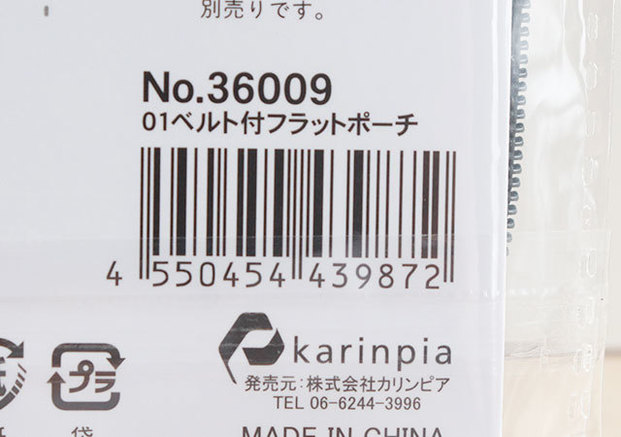 別売りです。
No.36009
01ベルト付フラットポーチ
4 550454 439872
karinpia
発売元:株式会社カリンピア
TEL 06-6244-3996
プラ
袋
MADE IN CHINA